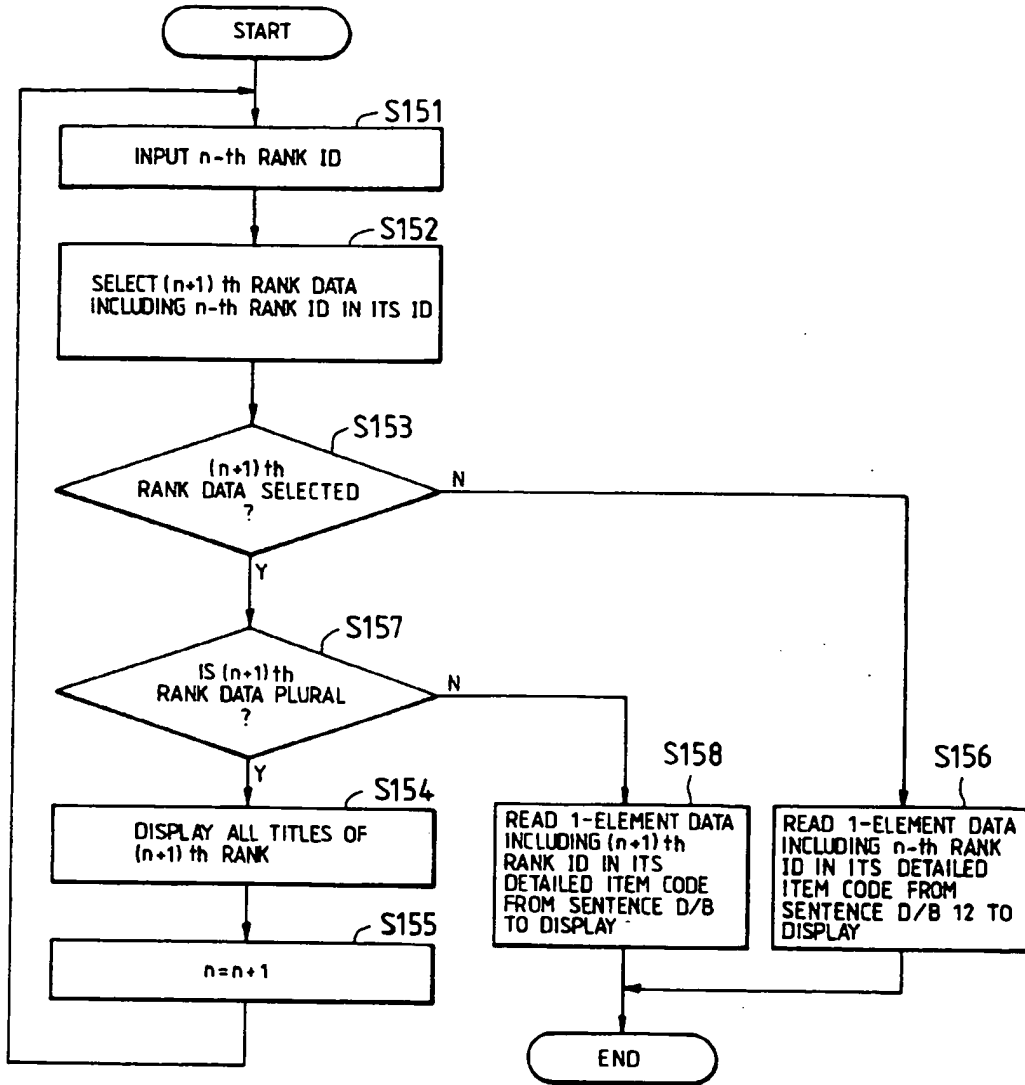 START
S151
INPUT n-th RANK ID
S152
SELECT (n+1) th RANK DATA
INCLUDING n-th RANK ID IN ITS ID
S153
(n+1) th
RANK DATA SELECTED
?
N
Y
S157
IS (n+1) th
RANK DATA PLURAL
?
N
Y
S154
DISPLAY ALL TITLES OF
(n+1) th RANK
S155
n=n+1
S158
READ 1-ELEMENT DATA
INCLUDING (n+1) th
RANK ID IN ITS
DETAILED ITEM CODE
FROM SENTENCE D/B
TO DISPLAY
S156
READ 1-ELEMENT DATA
INCLUDING n-th RANK
ID IN ITS DETAILED
ITEM CODE FROM
SENTENCE D/B 12 TO
DISPLAY
END